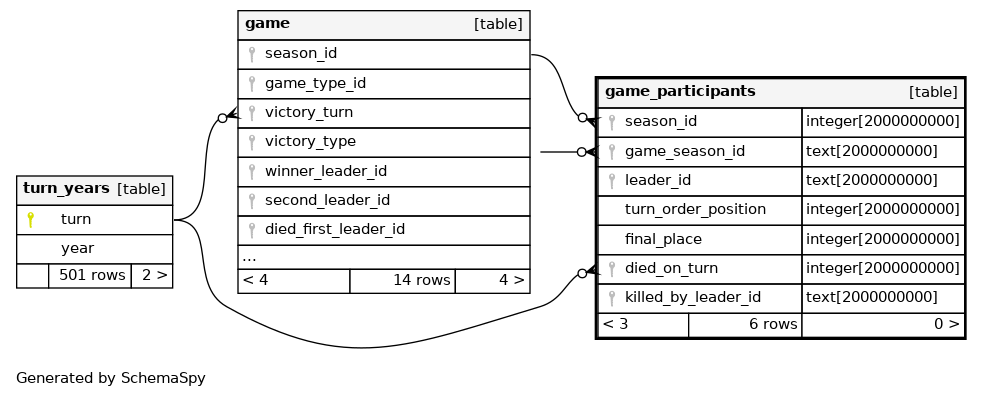 turn_years [table]
turn
year
501 rows 2 >
game [table]
season_id
game_type_id
victory_turn
victory_type
winner_leader_id
second_leader_id
died_first_leader_id
...
< 4 14 rows 4 >
game_participants [table]
season_id integer[2000000000]
game_season_id text[2000000000]
leader_id text[2000000000]
turn_order_position integer[2000000000]
final_place integer[2000000000]
died_on_turn integer[2000000000]
killed_by_leader_id text[2000000000]
< 3 6 rows 0 >
Generated by SchemaSpy